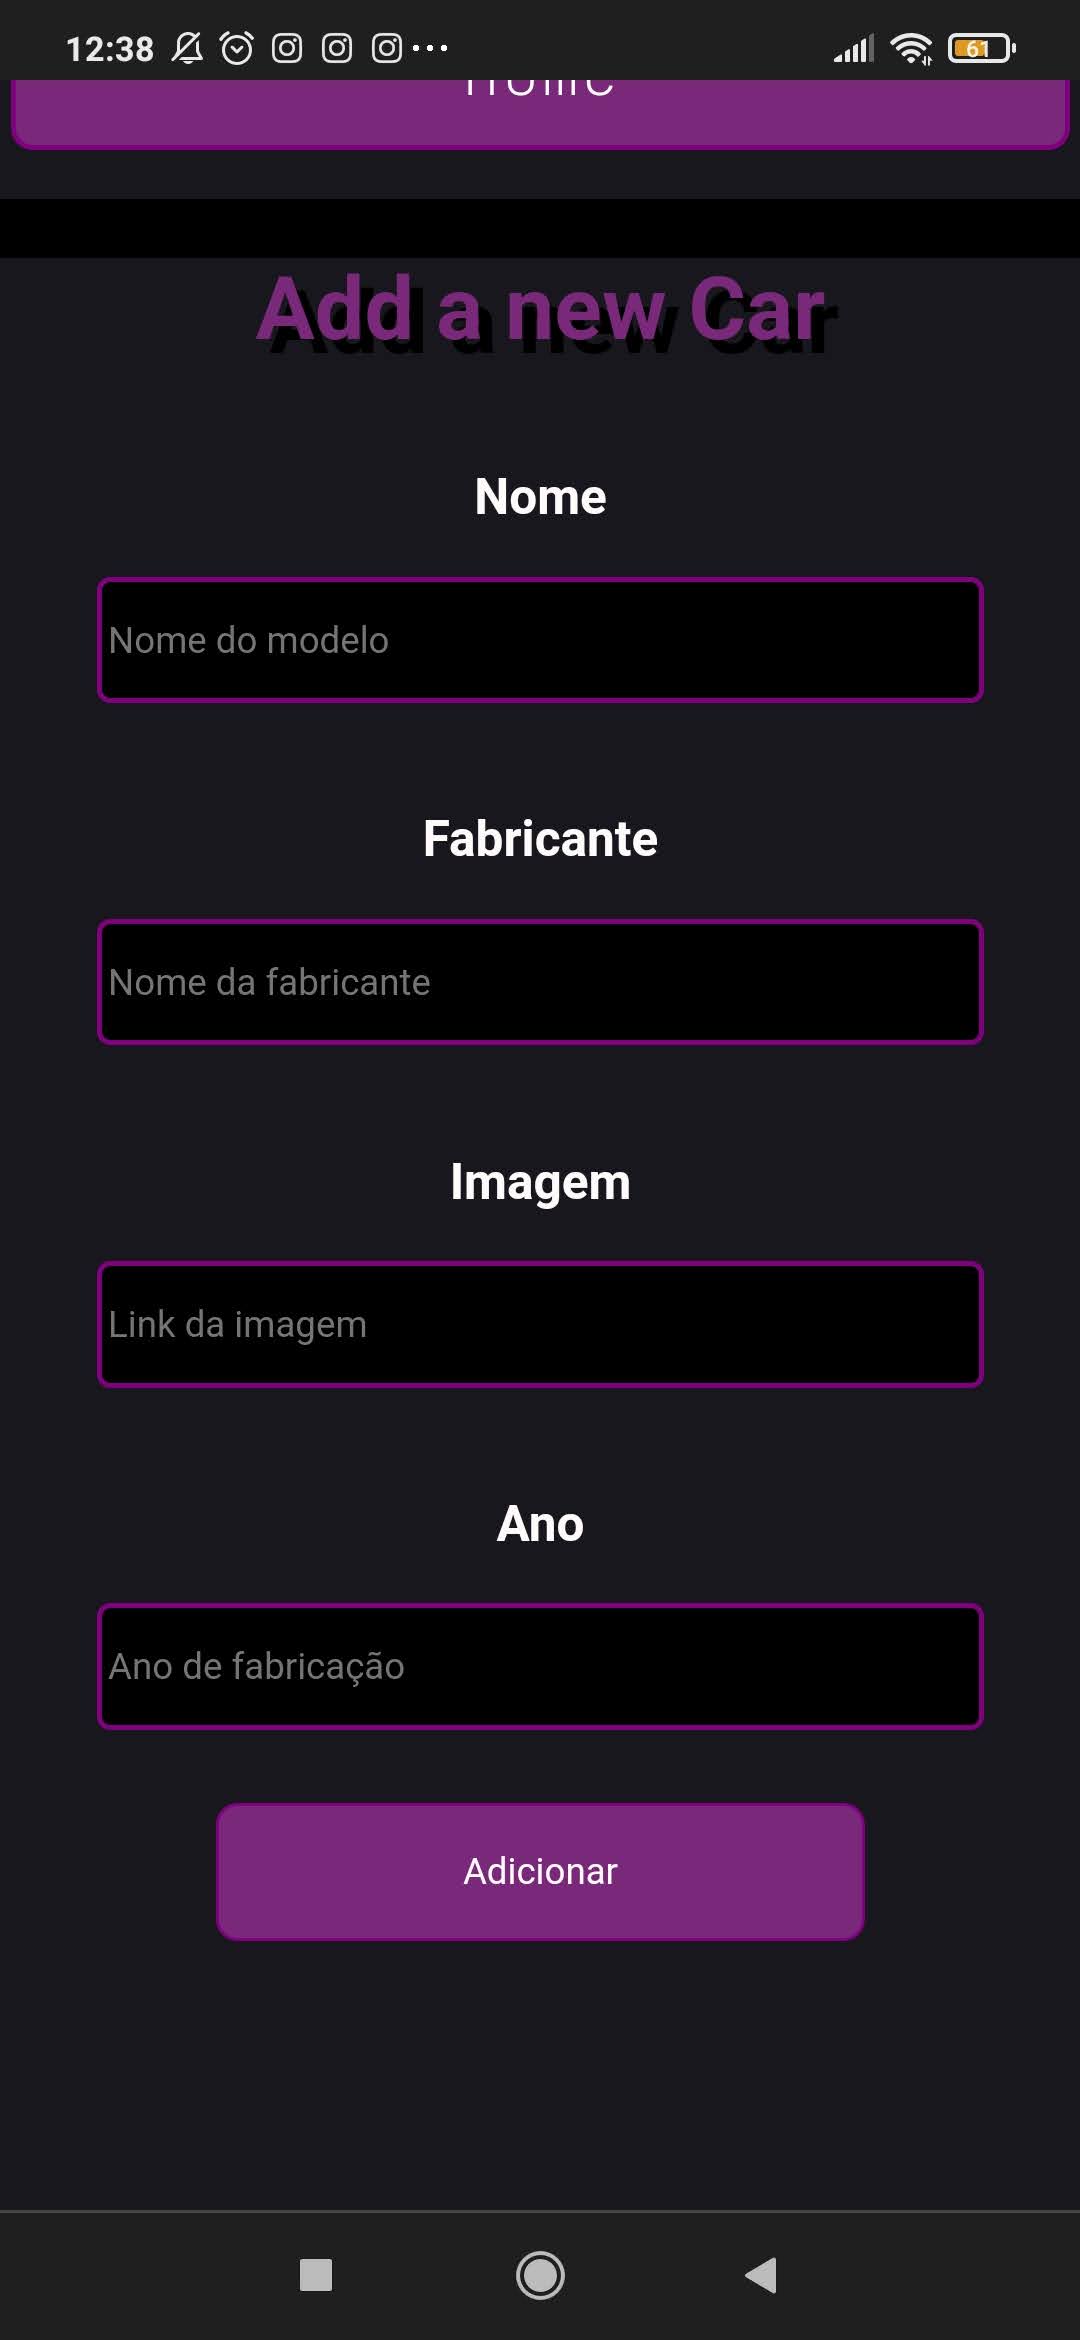 12:38
61
Add a new Car
Nome
Nome do modelo
Fabricante
Nome da fabricante
Imagem
Link da imagem
Ano
Ano de fabricação
Adicionar